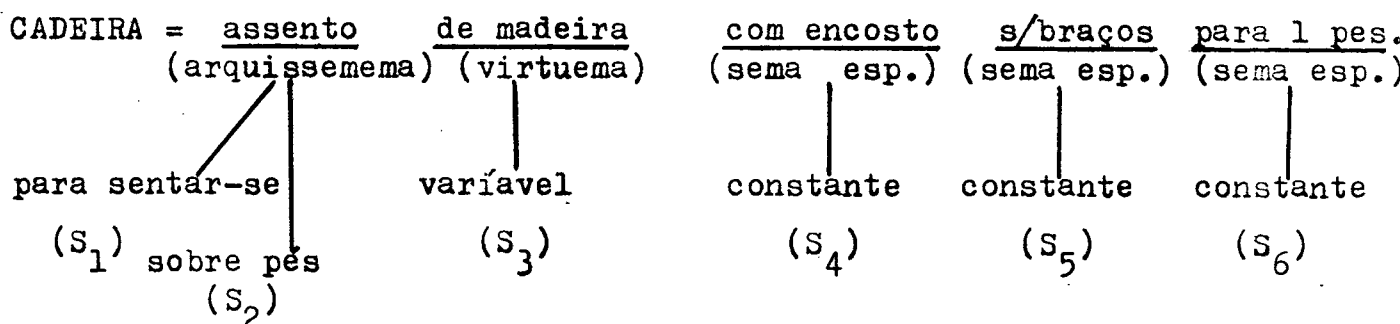 CADEIRA = assento de madeira com encosto s/braços para 1 pes.
(arquissemema) (virtuema) (sema esp.) (sema esp.) (sema esp.)
para sentar-se varíavel constante constante constante
(S1) sobre pés (S3) (S4) (S5) (S6)
(S2)